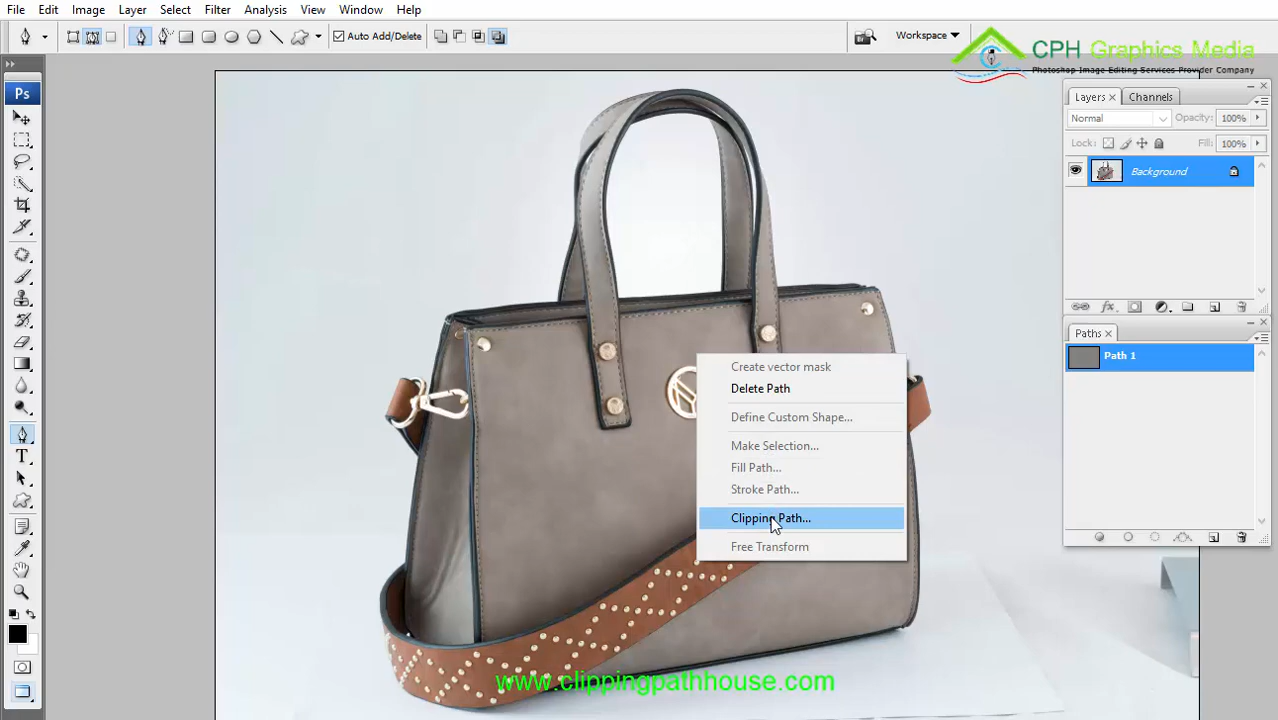 File Edit Image Layer Select Filter Analysis View Window Help
Auto Add/Delete
Workspace
CPH Graphics Media
Photoshop Image Editing Services Provider Company
Ps
Layers Channels
Normal Opacity: 100%
Lock: Fill: 100%
Background
Paths
Path 1
Create vector mask
Delete Path
Define Custom Shape...
Make Selection...
Fill Path...
Stroke Path...
Clipping Path...
Free Transform
www.clippingpathhouse.com